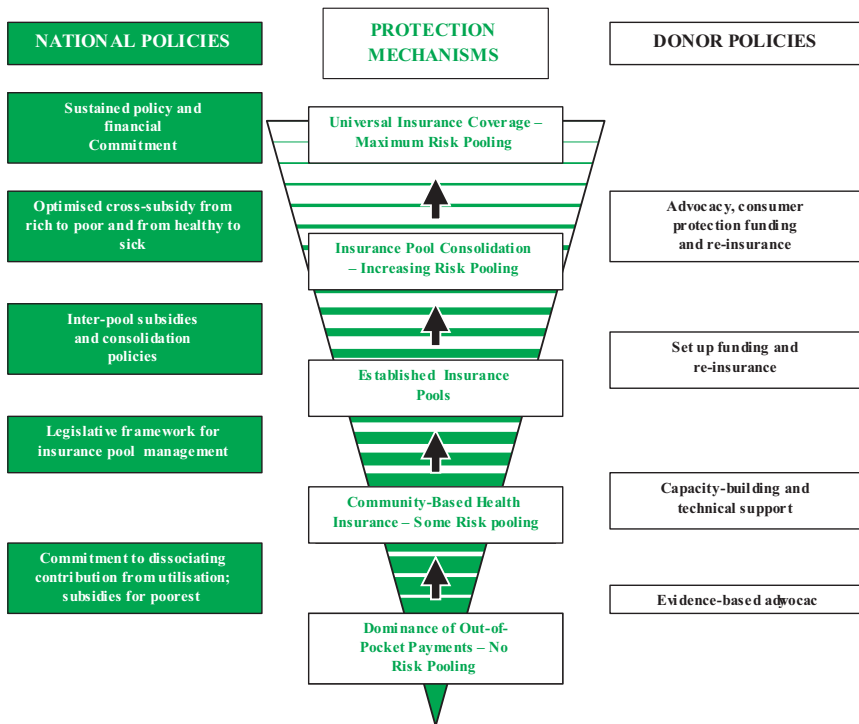 NATIONAL POLICIES
Sustained policy and
financial
Commitment
Optimised cross-subsidy from
rich to poor and from healthy to
sick
Inter-pool subsidies
and consolidation
policies
Legislative framework for
insurance pool management
Commitment to dissociating
contribution from utilisation;
subsidies for poorest
PROTECTION
MECHANISMS
Universal Insurance Coverage –
Maximum Risk Pooling
Insurance Pool Consolidation
– Increasing Risk Pooling
Established Insurance
Pools
Community-Based Health
Insurance – Some Risk pooling
Dominance of Out-of-
Pocket Payments – No
Risk Pooling
DONOR POLICIES
Advocacy, consumer
protection funding
and re-insurance
Set up funding and
re-insurance
Capacity-building and
technical support
Evidence-based